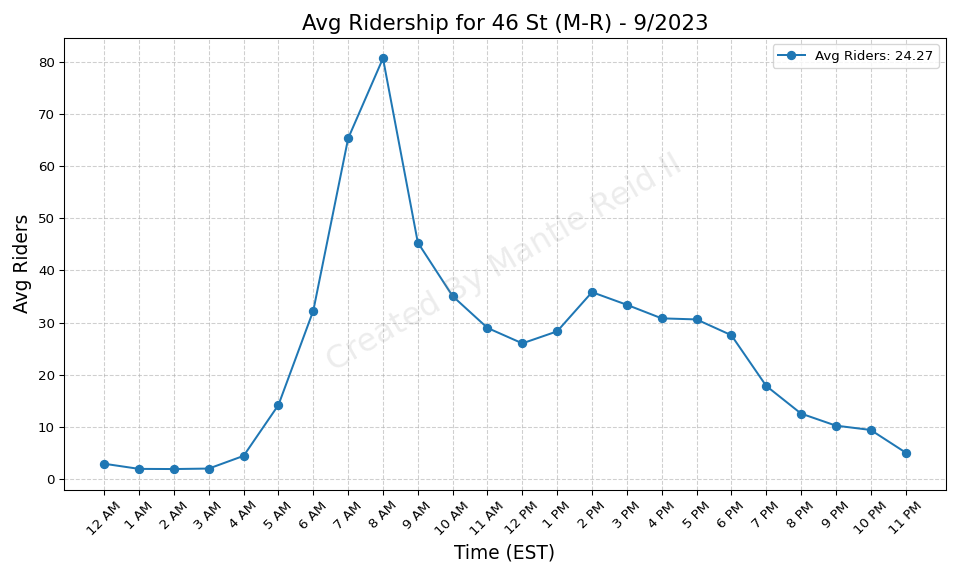 Avg Ridership for 46 St (M-R) - 9/2023
Avg Riders: 24.27
Avg Riders
80
70
60
50
40
30
20
10
0
Created By Mantie Reid II
12 AM
1 AM
2 AM
3 AM
4 AM
5 AM
6 AM
7 AM
8 AM
9 AM
10 AM
11 AM
12 PM
1 PM
2 PM
3 PM
4 PM
5 PM
6 PM
7 PM
8 PM
9 PM
10 PM
11 PM
Time (EST)